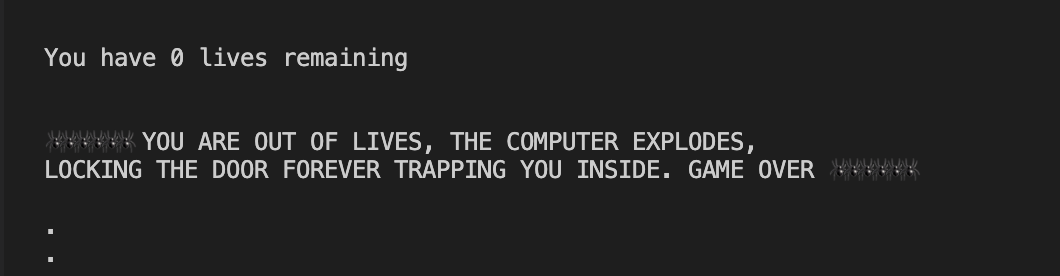 You have 0 lives remaining
🕷🕷🕷🕷🕷🕷 YOU ARE OUT OF LIVES, THE COMPUTER EXPLODES,
LOCKING THE DOOR FOREVER TRAPPING YOU INSIDE. GAME OVER 🕷🕷🕷🕷🕷🕷
.
.